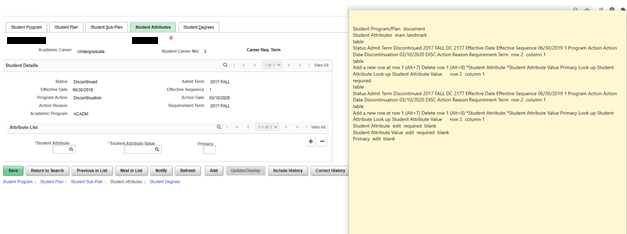 Student Program
Student Plan
Student Sub-Plan
Student Attributes
Student Degrees
Academic Career Undergraduate Student Career Nbr 3 Career Req. Term
Student Details
1 of 1
View All
Status Discontinued Admit Term 2017 FALL
Effective Date 06/30/2019 Effective Sequence 1
Program Action Discontinuation Action Date 03/10/2020
Action Reason Requirement Term 2017 FALL
Academic Program ACADM
Attribute List
1-1 of 1
View All
*Student Attribute *Student Attribute Value Primacy
Save
Return to Search
Previous in List
Next in List
Notify
Refresh
Add
Update/Display
Include History
Correct History
Student Program | Student Plan | Student Sub-Plan | Student Attributes | Student Degrees
Student Program/Plan document
Student Attributes main landmark
table
Status Admit Term Discontinued 2017 FALL DC 2177 Effective Date Effective Sequence 06/30/2019 1 Program Action Action
Date Discontinuation 03/10/2020 DISC Action Reason Requirement Term row 2 column 1
table
Add a new row at row 1 (Alt+7) Delete row 1 (Alt+8) *Student Attribute *Student Attribute Value Primacy Look up Student
Attribute Look up Student Attribute Value row 2 column 1
required
table
Status Admit Term Discontinued 2017 FALL DC 2177 Effective Date Effective Sequence 06/30/2019 1 Program Action Action
Date Discontinuation 03/10/2020 DISC Action Reason Requirement Term row 2 column 1
table
Add a new row at row 1 (Alt+7) Delete row 1 (Alt+8) *Student Attribute *Student Attribute Value Primacy Look up Student
Attribute Look up Student Attribute Value row 2 column 1
Student Attribute edit required blank
Student Attribute Value edit required blank
Primacy edit blank